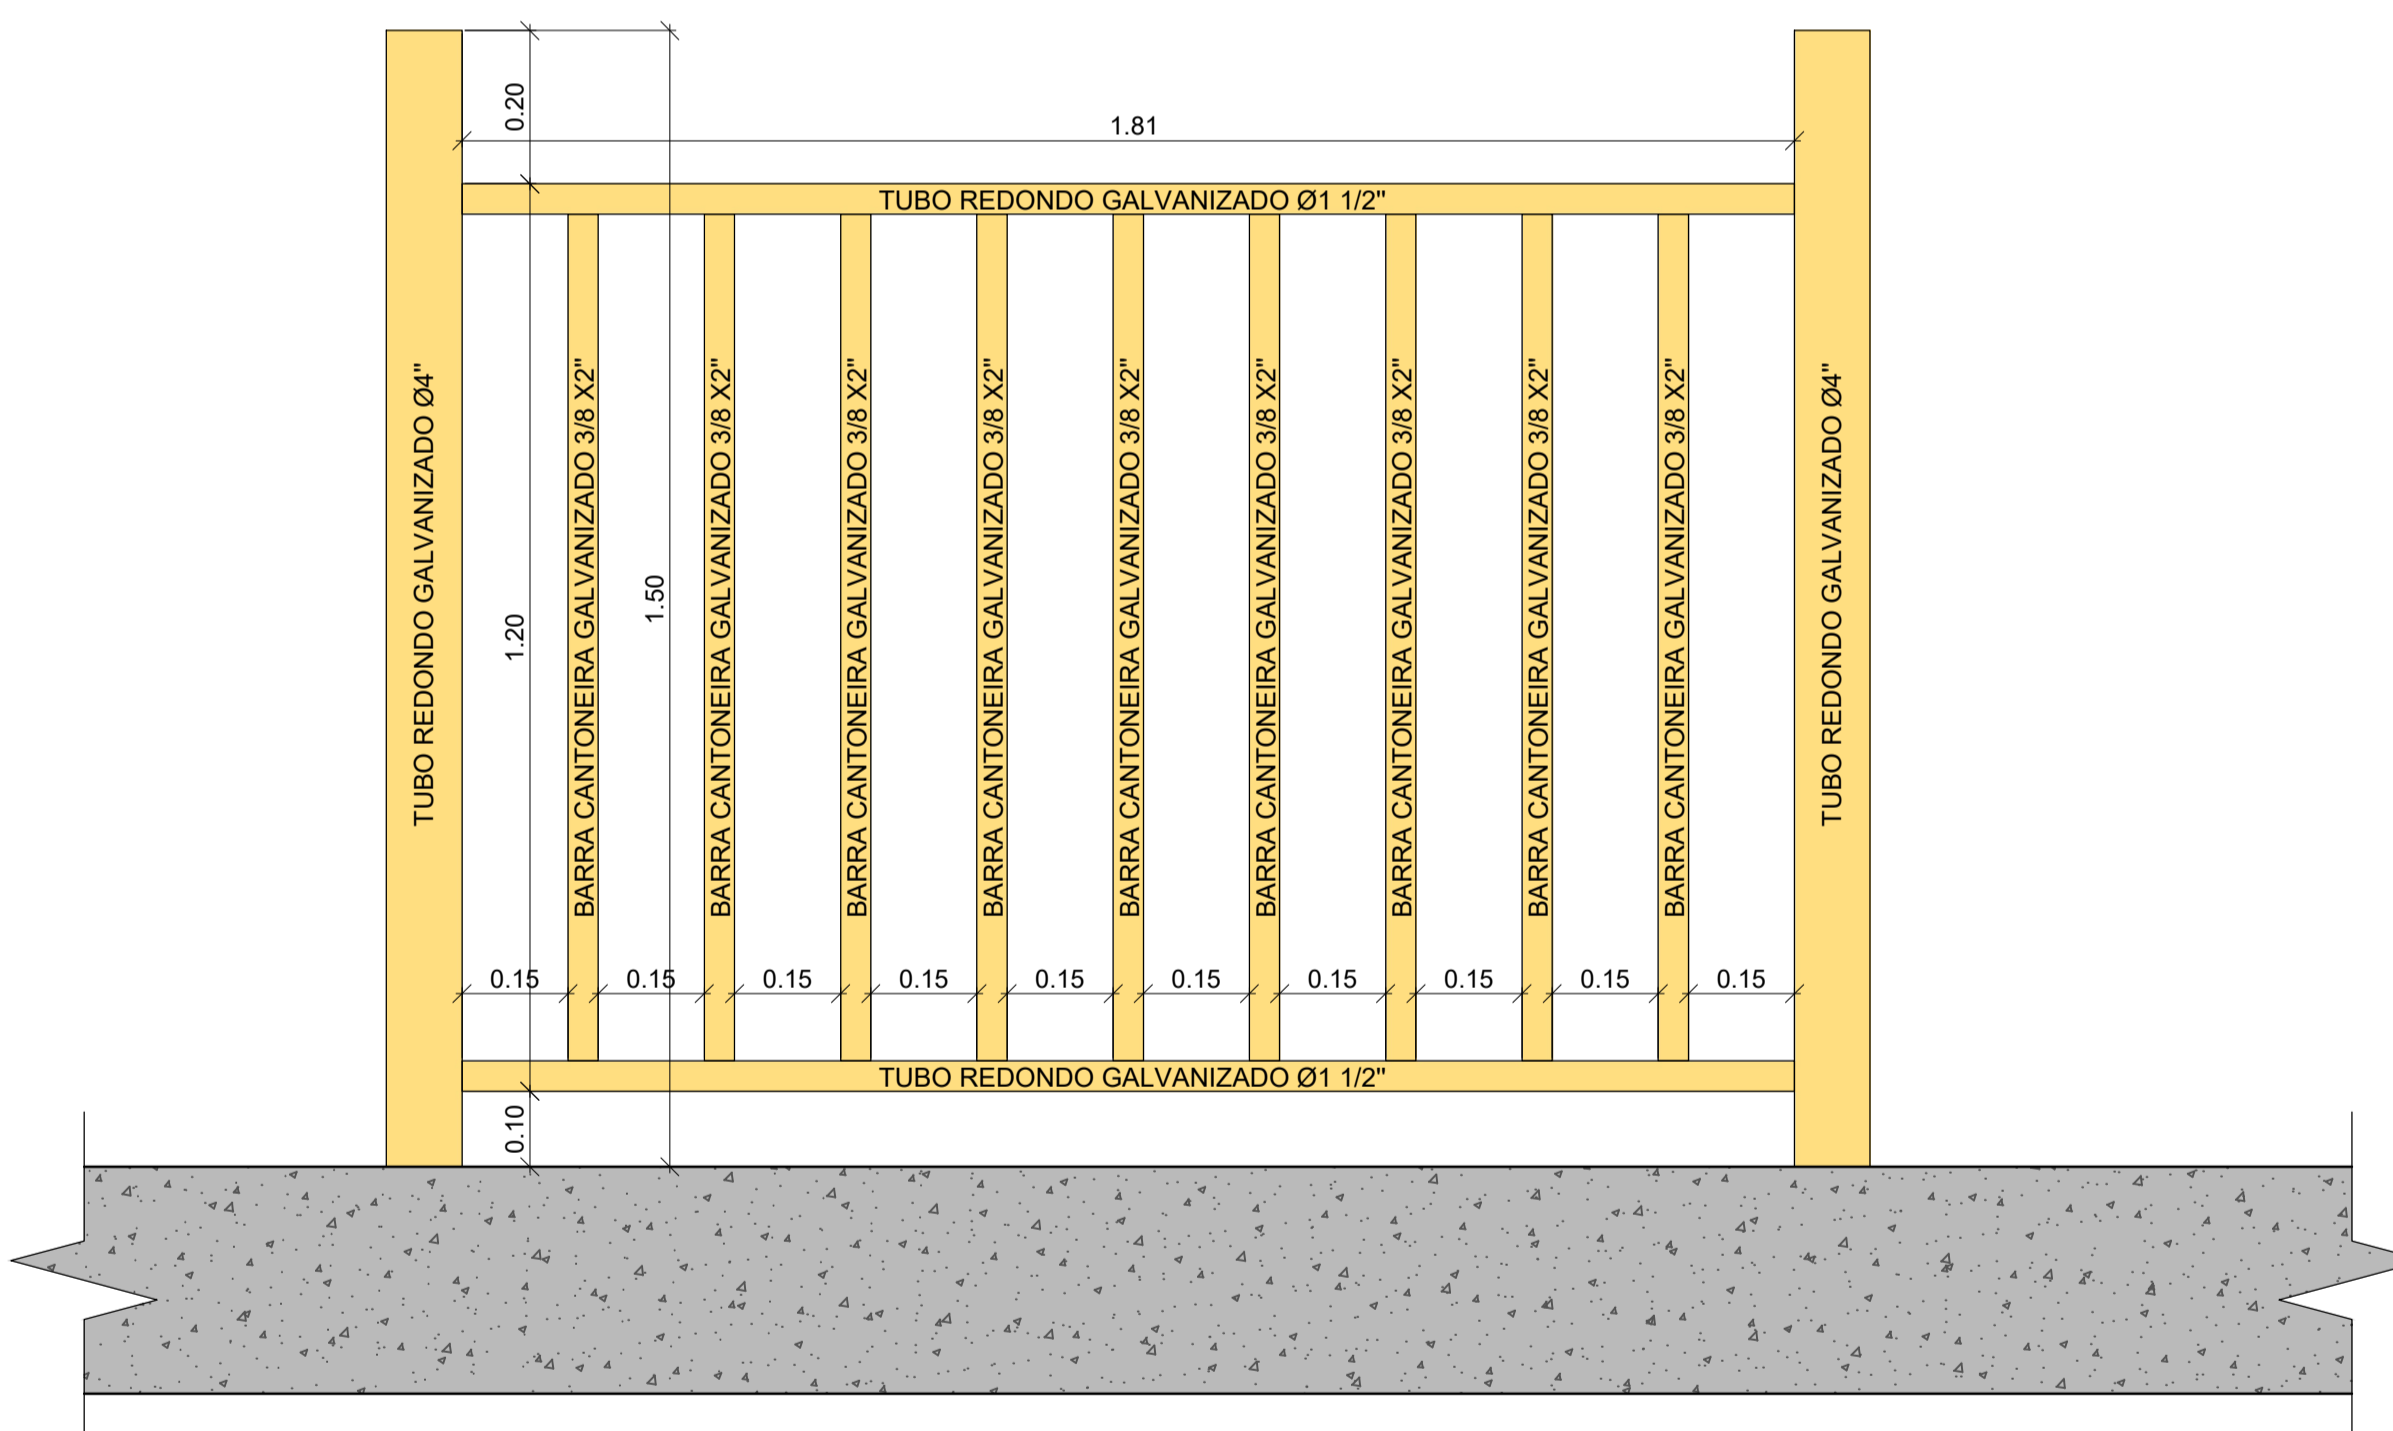 0.20
1.81
TUBO REDONDO GALVANIZADO Ø1 1/2"
TUBO REDONDO GALVANIZADO Ø4"
1.20
BARRA CANTONEIRA GALVANIZADO 3/8 X2"
1.50
BARRA CANTONEIRA GALVANIZADO 3/8 X2"
BARRA CANTONEIRA GALVANIZADO 3/8 X2"
BARRA CANTONEIRA GALVANIZADO 3/8 X2"
BARRA CANTONEIRA GALVANIZADO 3/8 X2"
BARRA CANTONEIRA GALVANIZADO 3/8 X2"
BARRA CANTONEIRA GALVANIZADO 3/8 X2"
BARRA CANTONEIRA GALVANIZADO 3/8 X2"
BARRA CANTONEIRA GALVANIZADO 3/8 X2"
TUBO REDONDO GALVANIZADO Ø4"
0.15
0.15
0.15
0.15
0.15
0.15
0.15
0.15
0.15
0.15
TUBO REDONDO GALVANIZADO Ø1 1/2"
0.10